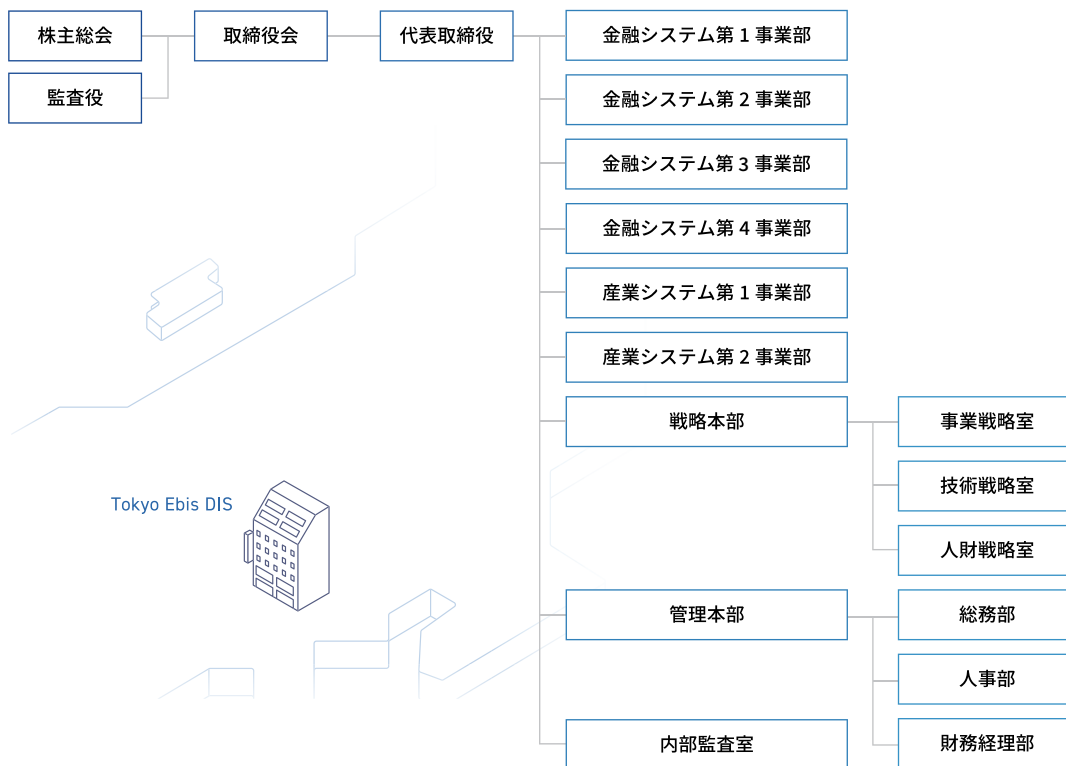 株主総会
取締役会
代表取締役
監査役
金融システム第 1 事業部
金融システム第 2 事業部
金融システム第 3 事業部
金融システム第 4 事業部
産業システム第 1 事業部
産業システム第 2 事業部
戦略本部
事業戦略室
技術戦略室
人財戦略室
Tokyo Ebis DIS
管理本部
総務部
人事部
財務経理部
内部監査室